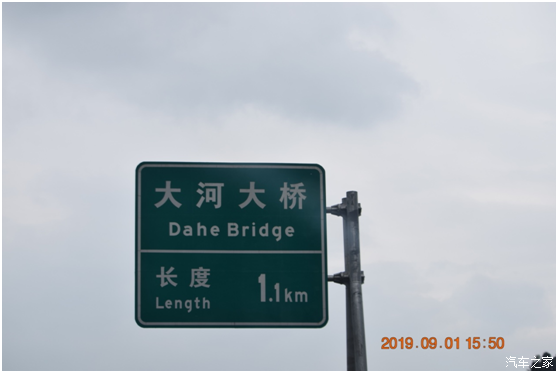 大河大桥
Dahe Bridge
长度 1.1km
Length
2019.09.01 15:50
汽车之家